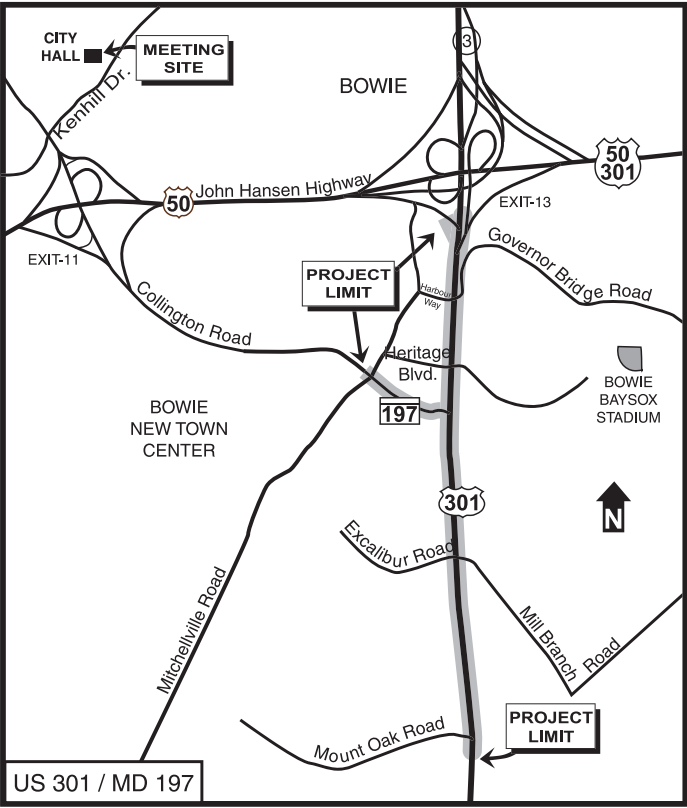 CITY
HALL
MEETING
SITE
Kenhill Dr.
3
BOWIE
50
301
50
John Hansen Highway
EXIT-13
EXIT-11
Governor Bridge Road
PROJECT
LIMIT
Harbour
Way
Collington Road
Heritage
Blvd.
BOWIE
BAYSOX
STADIUM
197
BOWIE
NEW TOWN
CENTER
301
N
Excalibur Road
Mitchellville Road
Mill Branch Road
PROJECT
LIMIT
Mount Oak Road
US 301 / MD 197